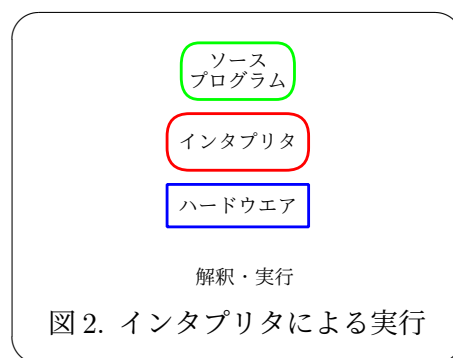 ソース
プログラム
インタプリタ
ハードウエア
解釈・実行
図 2. インタプリタによる実行